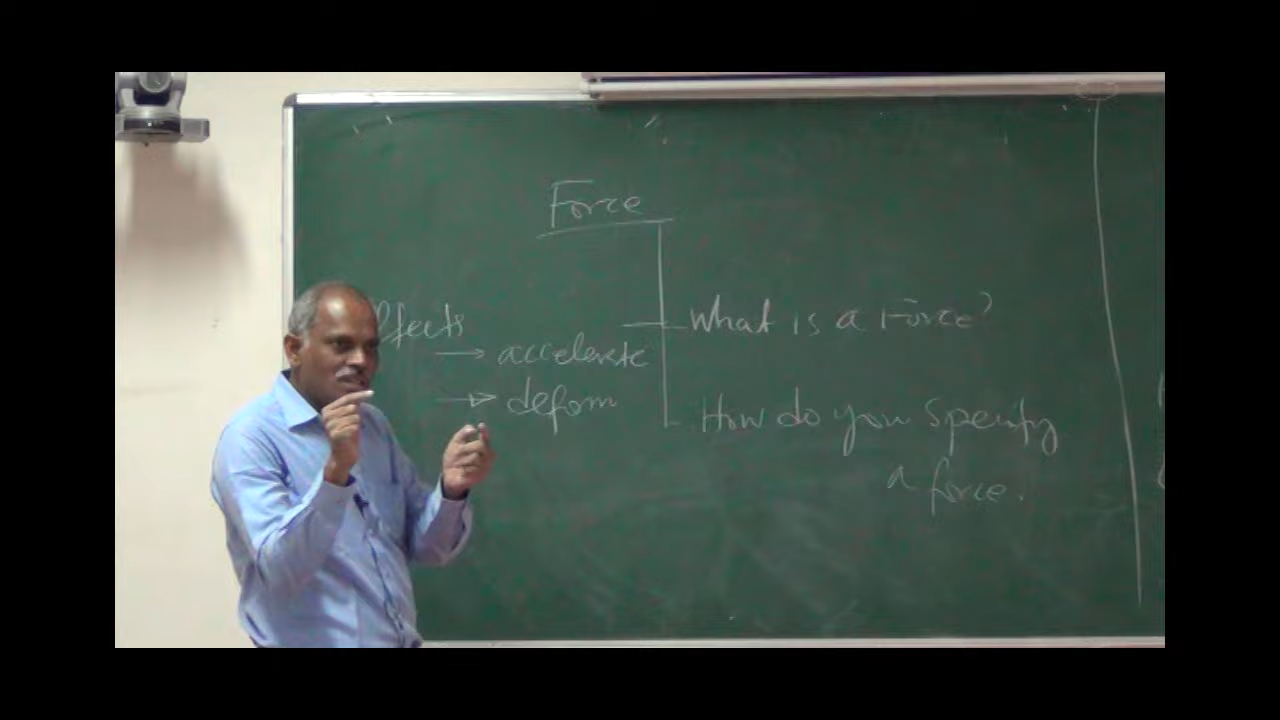 Force
What is a Force?
How do you specify
a force.
effects
→ accelerate
→ deform